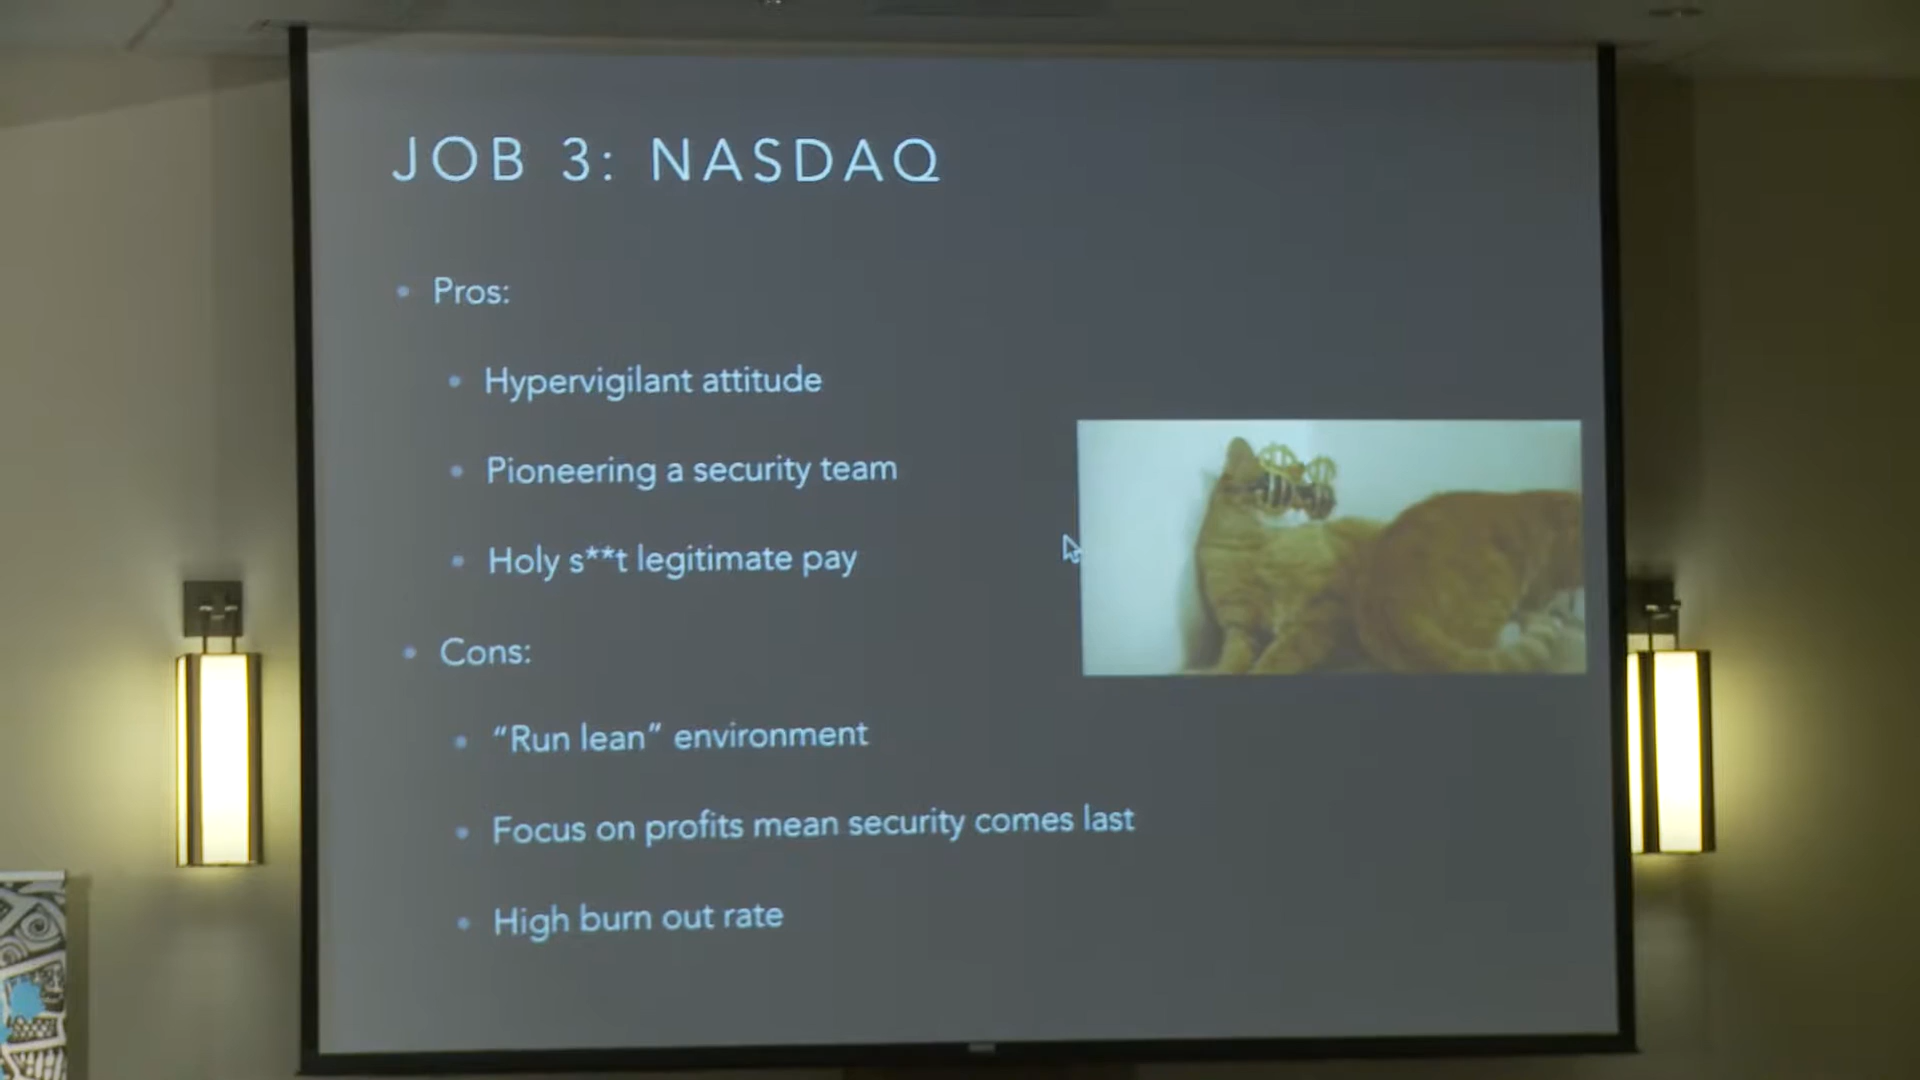 JOB 3: NASDAQ
• Pros:
• Hypervigilant attitude
• Pioneering a security team
• Holy s**t legitimate pay
• Cons:
• “Run lean” environment
• Focus on profits mean security comes last
• High burn out rate